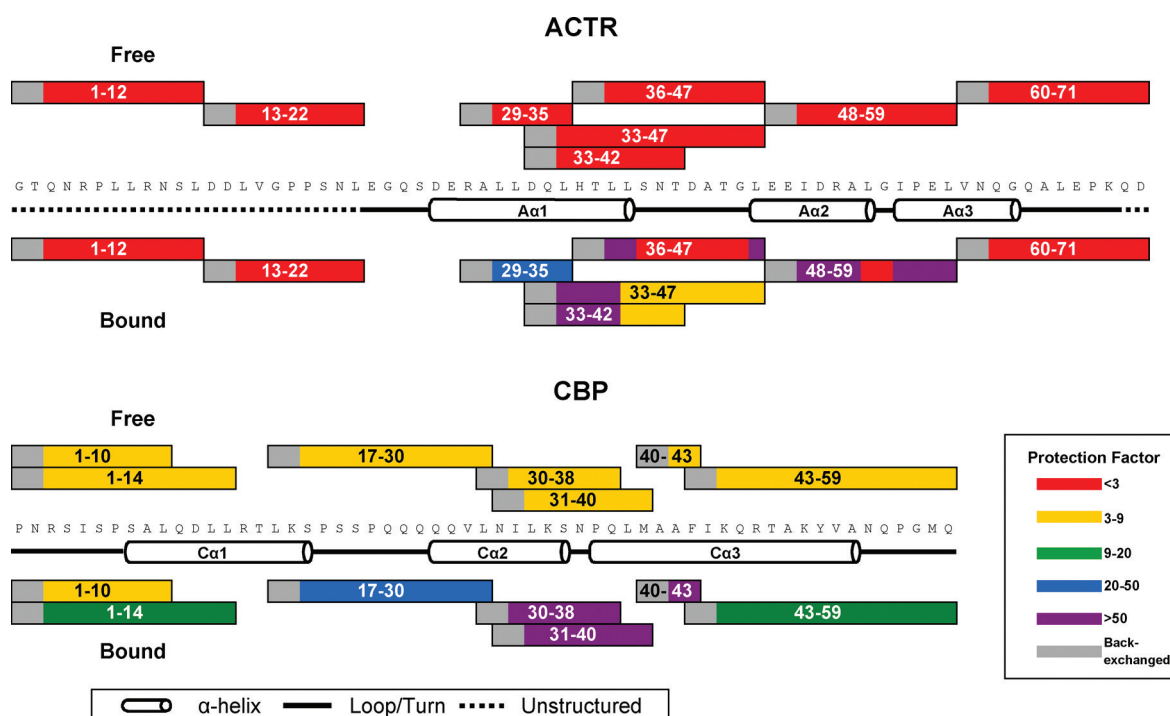 ACTR
Free
1-12
36-47
60-71
13-22
29-35
48-59
33-47
33-42
G T Q N R P L L R N S L D D L V G P P S N L E G Q S D E R A L L D Q L H T L L S N T D A T G L E E I D R A L G I P E L V N Q G Q A L E P K Q D
Aα1
Aα2
Aα3
1-12
36-47
60-71
13-22
29-35
48-59
33-47
33-42
Bound
CBP
Free
1-10
17-30
40-43
1-14
30-38
43-59
31-40
P N R S I S P S A L Q D L L R T L K S P S S P Q Q Q Q Q V L N I L K S N P Q L M A A F I K Q R T A K Y V A N Q P G M Q
Cα1
Cα2
Cα3
1-10
17-30
40-43
1-14
30-38
43-59
31-40
Bound
Protection Factor
<3
3-9
9-20
20-50
>50
Back-
exchanged
α-helix
Loop/Turn
Unstructured